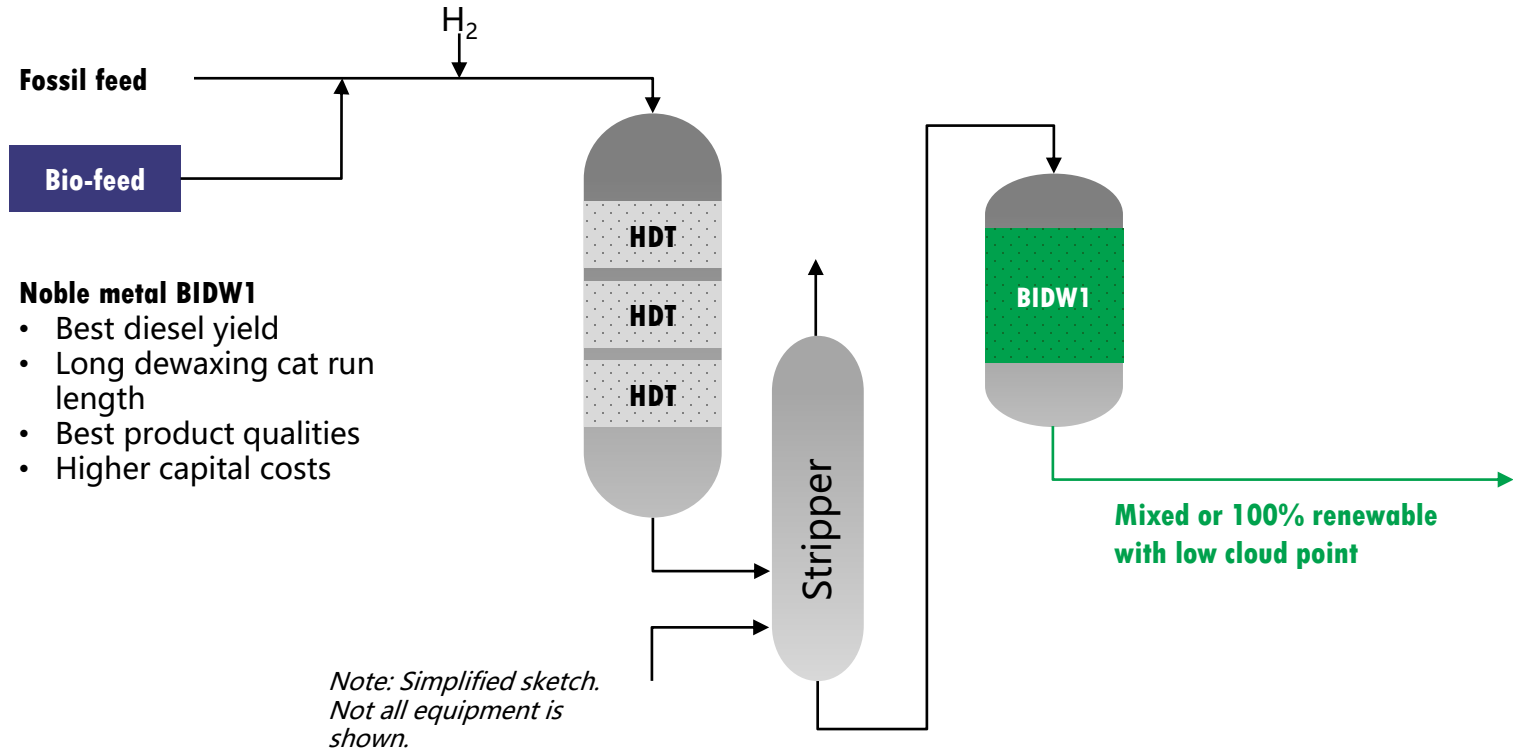 H₂
Fossil feed
Bio-feed
HDT
HDT
HDT
BIDW1
Noble metal BIDW1
• Best diesel yield
• Long dewaxing cat run
length
• Best product qualities
• Higher capital costs
Stripper
Mixed or 100% renewable
with low cloud point
Note: Simplified sketch.
Not all equipment is
shown.